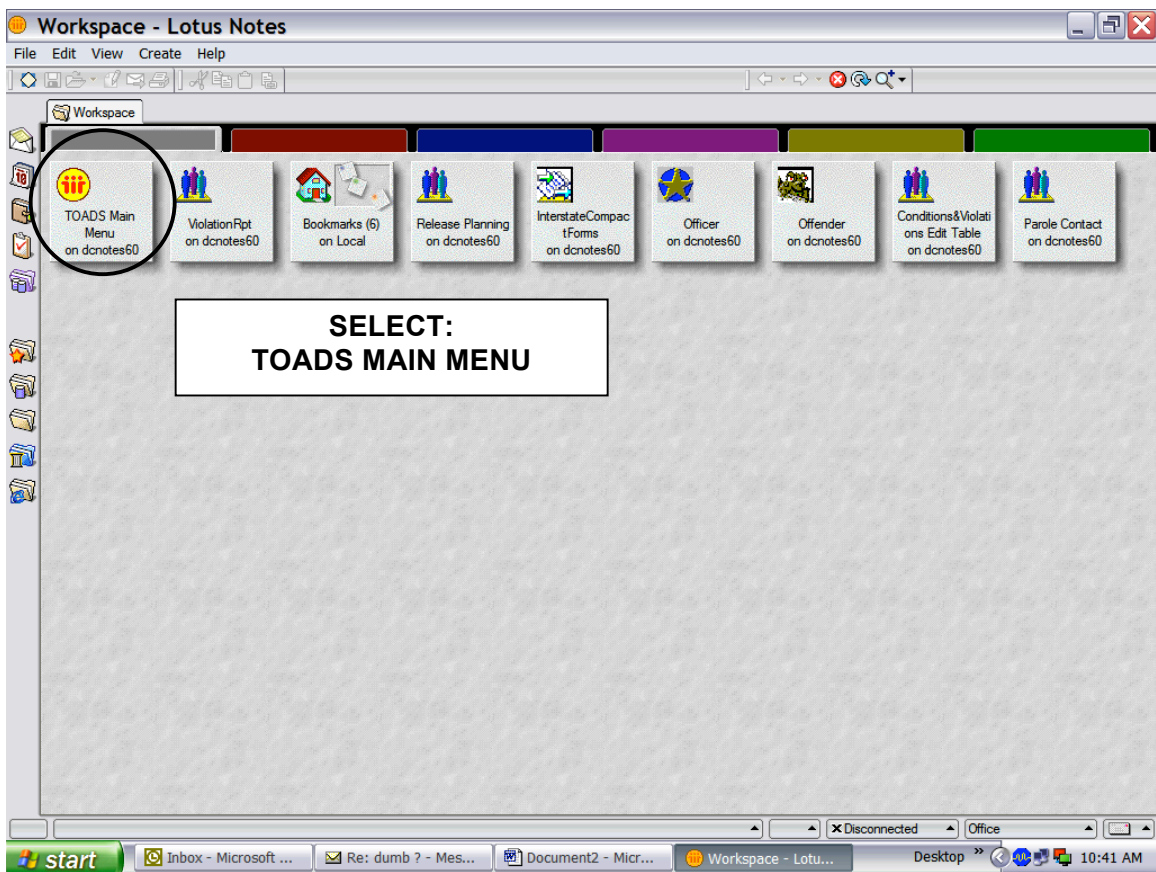 Workspace - Lotus Notes
File Edit View Create Help
Workspace
18
TOADS Main
Menu
on dcnotes60
ViolationRpt
on dcnotes60
Bookmarks (6)
on Local
Release Planning
on dcnotes60
InterstateCompac
tForms
on dcnotes60
Officer
on dcnotes60
Offender
on dcnotes60
Conditions&Violati
ons Edit Table
on dcnotes60
Parole Contact
on dcnotes60
SELECT:
TOADS MAIN MENU
Disconnected Office
start Inbox - Microsoft ... Re: dumb ? - Mes... Document2 - Micr... Workspace - Lotu... Desktop » 10:41 AM